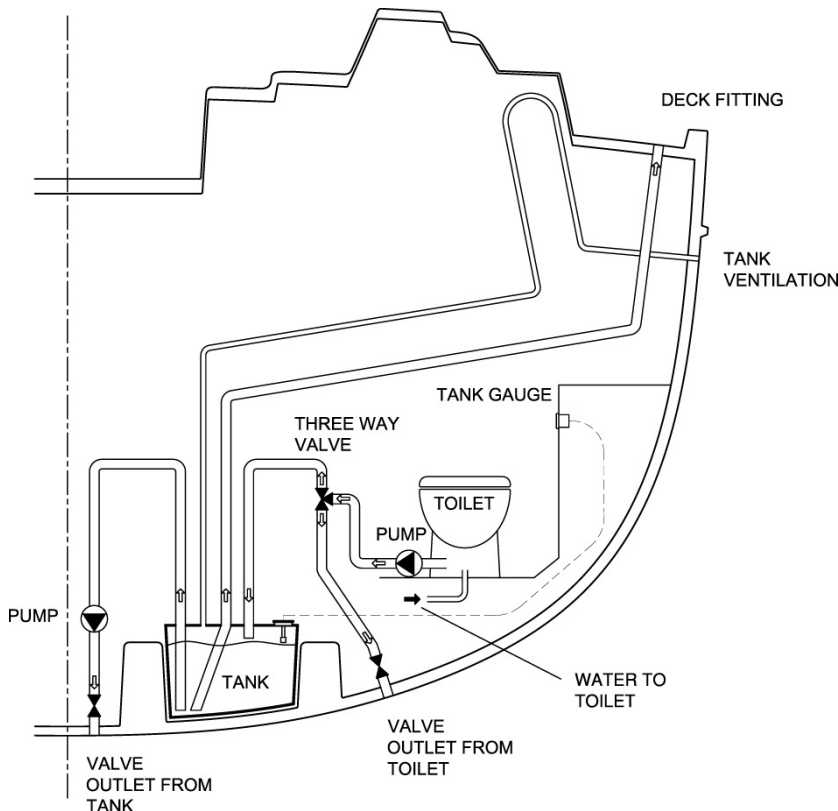 DECK FITTING
TANK
VENTILATION
TANK GAUGE
THREE WAY
VALVE
TOILET
PUMP
PUMP
TANK
WATER TO
TOILET
VALVE
OUTLET FROM
TOILET
VALVE
OUTLET FROM
TANK